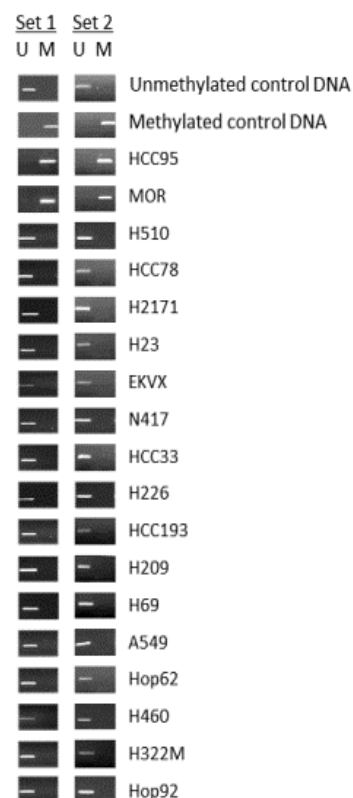 Set 1 Set 2
U M U M
Unmethylated control DNA
Methylated control DNA
HCC95
MOR
H510
HCC78
H2171
H23
EKVX
N417
HCC33
H226
HCC193
H209
H69
A549
Hop62
H460
H322M
Hop92